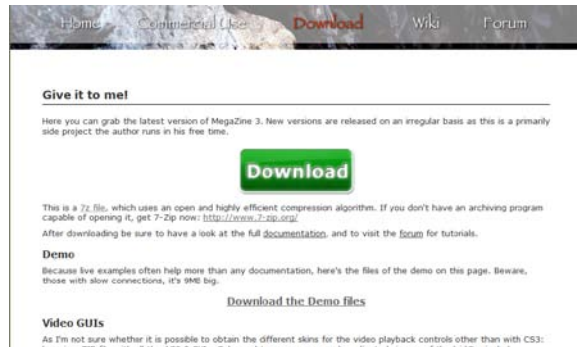 Home Commercial Use Download Wiki Forum
Give it to me!
Here you can grab the latest version of MegaZine 3. New versions are released on an irregular basis as this is a primarily
side project the author runs in his free time.
Download
This is a 7z file, which uses an open and highly efficient compression algorithm. If you don't have an archiving program
capable of opening it, get 7-Zip now: http://www.7-zip.org/
After downloading be sure to have a look at the full documentation, and to visit the forum for tutorials.
Demo
Because live examples often help more than any documentation, here's the files of the demo on this page. Beware,
those with slow connections, it's 9MB big.
Download the Demo files
Video GUIs
As I'm not sure whether it is possible to obtain the different skins for the video playback controls other than with CS3: